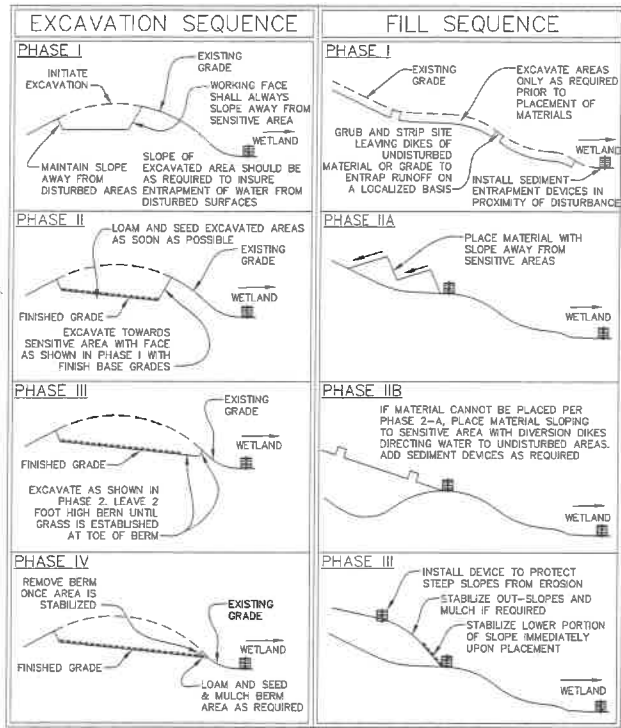 EXCAVATION SEQUENCE
PHASE I
INITIATE
EXCAVATION
EXISTING
GRADE
WORKING FACE
SHALL ALWAYS
SLOPE AWAY FROM
SENSITIVE AREA
WETLAND
MAINTAIN SLOPE
AWAY FROM
DISTURBED AREAS
SLOPE OF
EXCAVATED AREA SHOULD BE
AS REQUIRED TO INSURE
ENTRAPMENT OF WATER FROM
DISTURBED SURFACES
PHASE II
LOAM AND SEED EXCAVATED AREAS
AS SOON AS POSSIBLE
EXISTING
GRADE
WETLAND
FINISHED GRADE
EXCAVATE TOWARDS
SENSITIVE AREA WITH FACE
AS SHOWN IN PHASE I WITH
FINISH BASE GRADES
PHASE III
EXISTING
GRADE
WETLAND
FINISHED GRADE
EXCAVATE AS SHOWN IN
PHASE 2. LEAVE 2
FOOT HIGH BERN UNTIL
GRASS IS ESTABLISHED
AT TOE OF BERM
PHASE IV
REMOVE BERM
ONCE AREA IS
STABILIZED
EXISTING
GRADE
WETLAND
FINISHED GRADE
LOAM AND SEED
& MULCH BERM
AREA AS REQUIRED
FILL SEQUENCE
PHASE I
EXISTING
GRADE
EXCAVATE AREAS
ONLY AS REQUIRED
PRIOR TO
PLACEMENT OF
MATERIALS
WETLAND
GRUB AND STRIP SITE
LEAVING DIKES OF
UNDISTURBED
MATERIAL OR GRADE TO
ENTRAP RUNOFF ON
A LOCALIZED BASIS
INSTALL SEDIMENT
ENTRAPMENT DEVICES IN
PROXIMITY OF DISTURBANCE
PHASE IIA
PLACE MATERIAL WITH
SLOPE AWAY FROM
SENSITIVE AREAS
WETLAND
PHASE IIB
IF MATERIAL CANNOT BE PLACED PER
PHASE 2-A, PLACE MATERIAL SLOPING
TO SENSITIVE AREA WITH DIVERSION DIKES
DIRECTING WATER TO UNDISTURBED AREAS.
ADD SEDIMENT DEVICES AS REQUIRED
WETLAND
PHASE III
INSTALL DEVICE TO PROTECT
STEEP SLOPES FROM EROSION
STABILIZE OUT-SLOPES AND
MULCH IF REQUIRED
STABILIZE LOWER PORTION
OF SLOPE IMMEDIATELY
UPON PLACEMENT
WETLAND